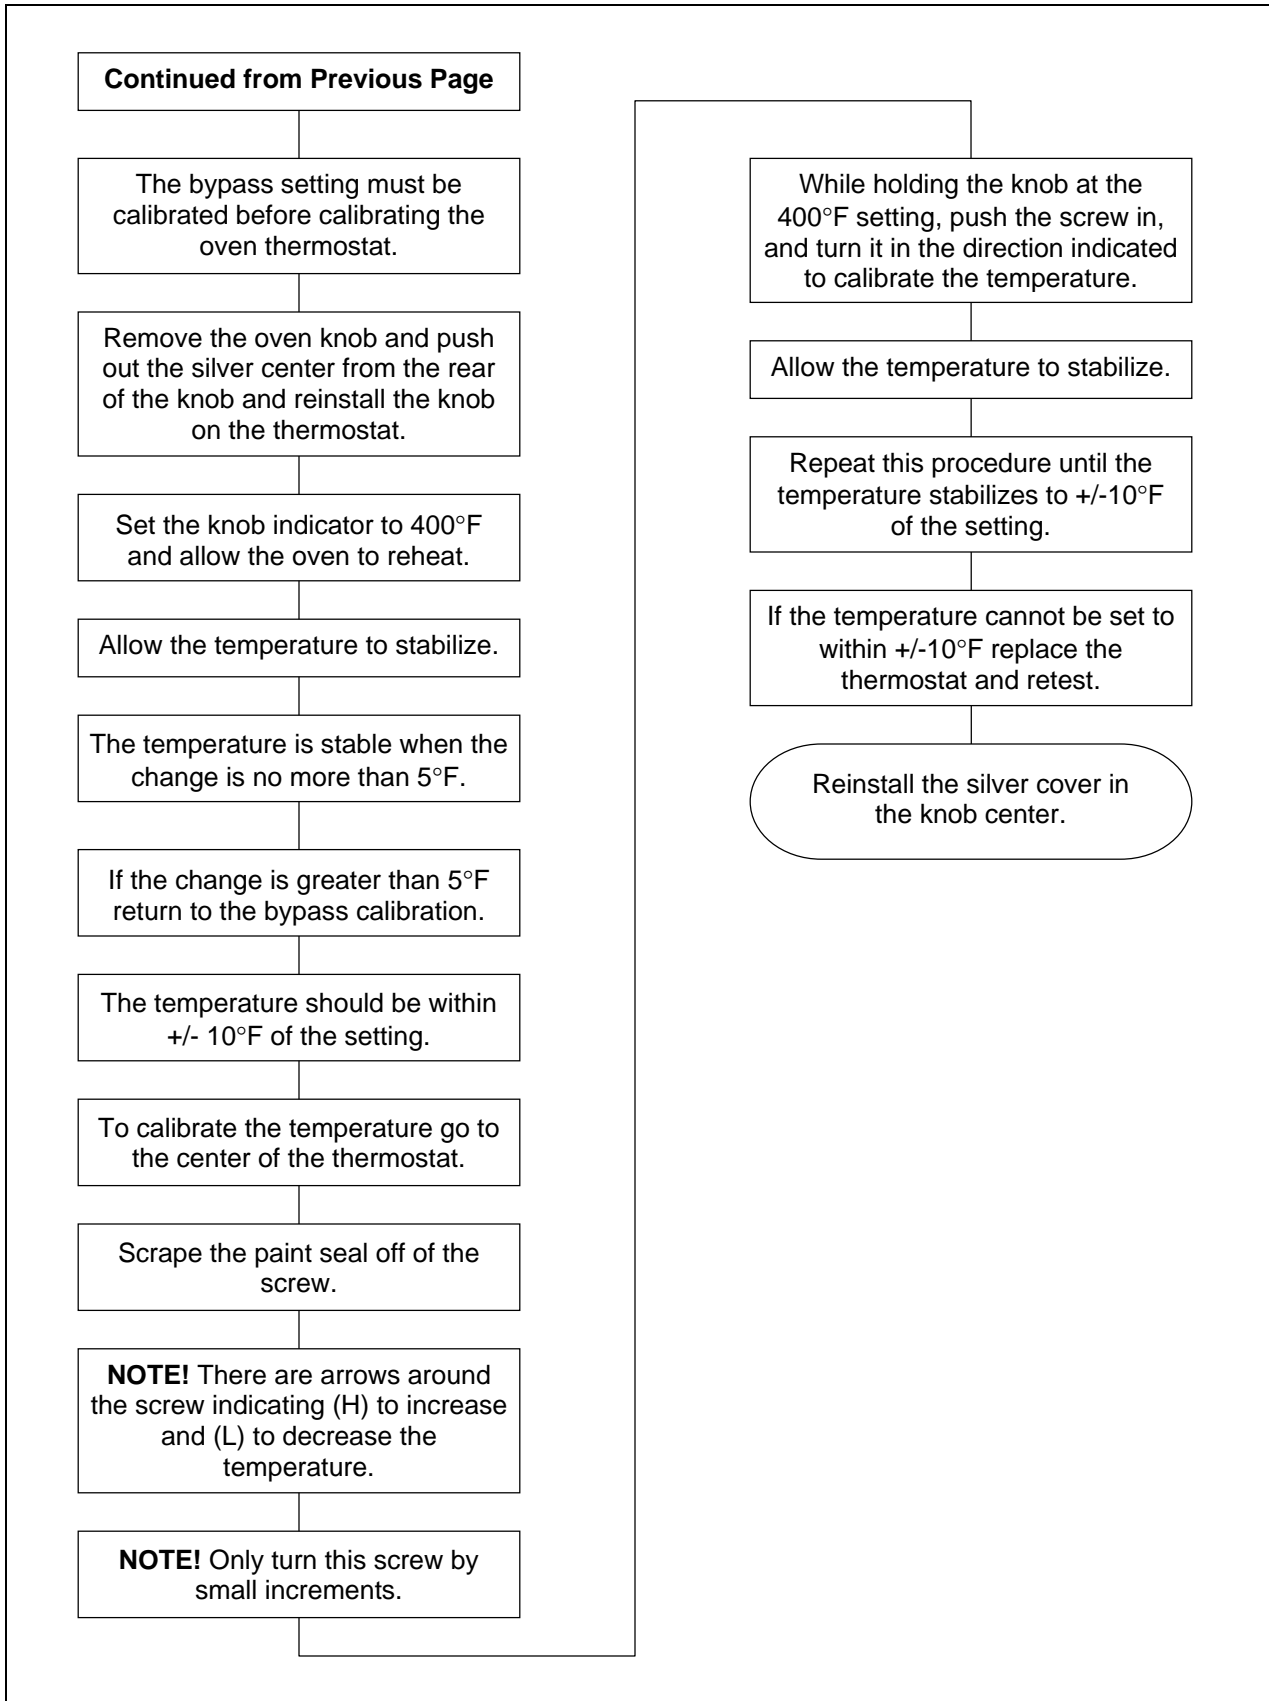 Continued from Previous Page
The bypass setting must be
calibrated before calibrating the
oven thermostat.
Remove the oven knob and push
out the silver center from the rear
of the knob and reinstall the knob
on the thermostat.
Set the knob indicator to 400°F
and allow the oven to reheat.
Allow the temperature to stabilize.
The temperature is stable when the
change is no more than 5°F.
If the change is greater than 5°F
return to the bypass calibration.
The temperature should be within
+/- 10°F of the setting.
To calibrate the temperature go to
the center of the thermostat.
Scrape the paint seal off of the
screw.
NOTE! There are arrows around
the screw indicating (H) to increase
and (L) to decrease the
temperature.
NOTE! Only turn this screw by
small increments.
While holding the knob at the
400°F setting, push the screw in,
and turn it in the direction indicated
to calibrate the temperature.
Allow the temperature to stabilize.
Repeat this procedure until the
temperature stabilizes to +/-10°F
of the setting.
If the temperature cannot be set to
within +/-10°F replace the
thermostat and retest.
Reinstall the silver cover in
the knob center.